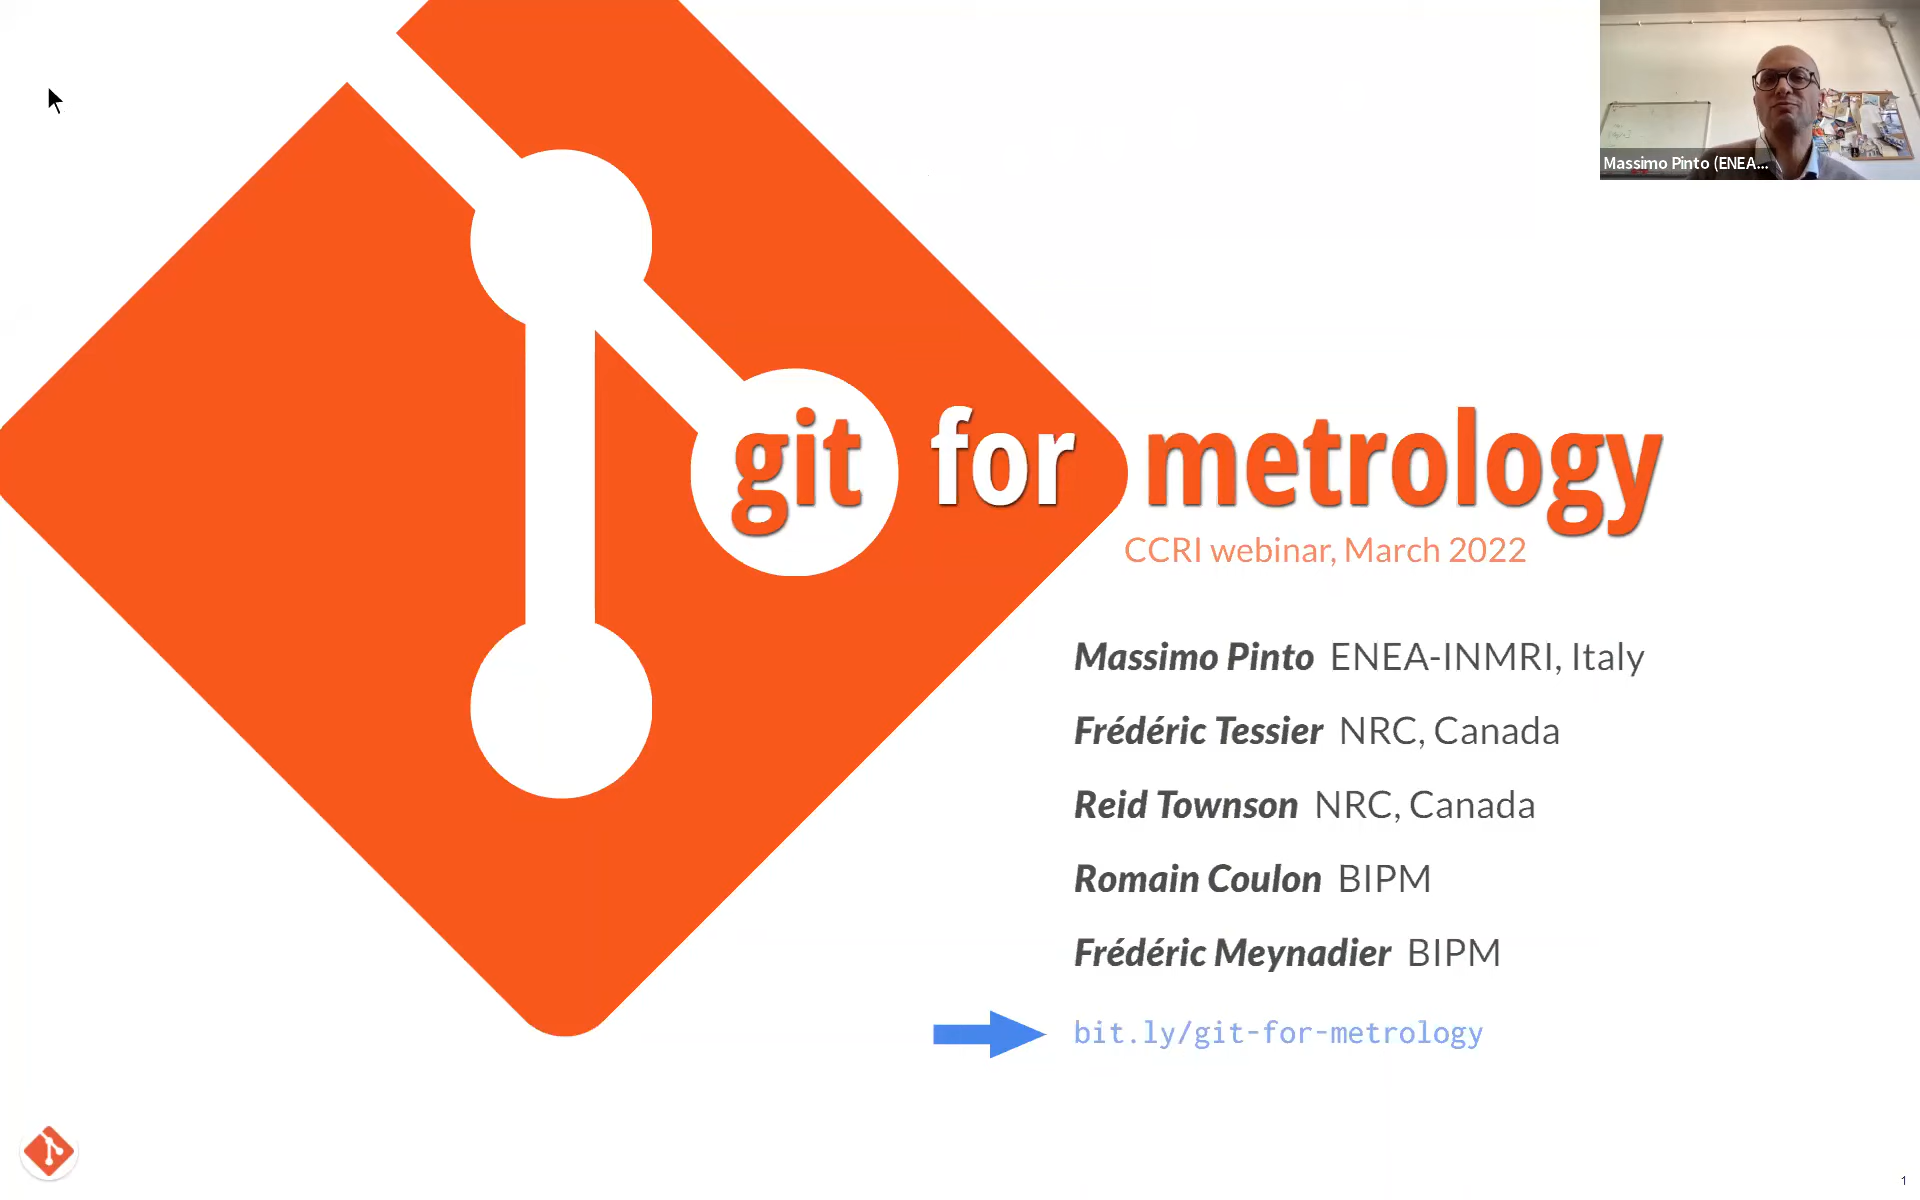 Massimo Pinto (ENEA...
git for metrology
CCRI webinar, March 2022
Massimo Pinto ENEA-INMRI, Italy
Frédéric Tessier NRC, Canada
Reid Townson NRC, Canada
Romain Coulon BIPM
Frédéric Meynadier BIPM
bit.ly/git-for-metrology
1